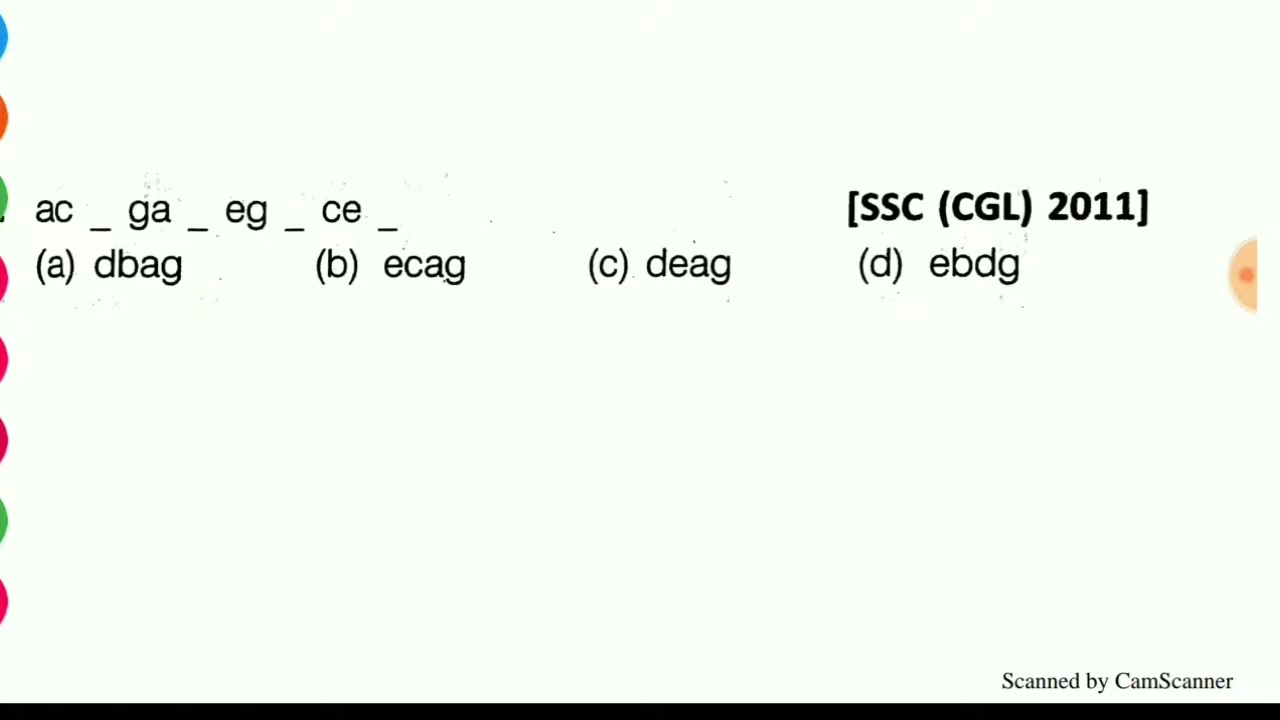 ac _ ga _ eg _ ce _ [SSC (CGL) 2011]
(a) dbag (b) ecag (c) deag (d) ebdg
Scanned by CamScanner